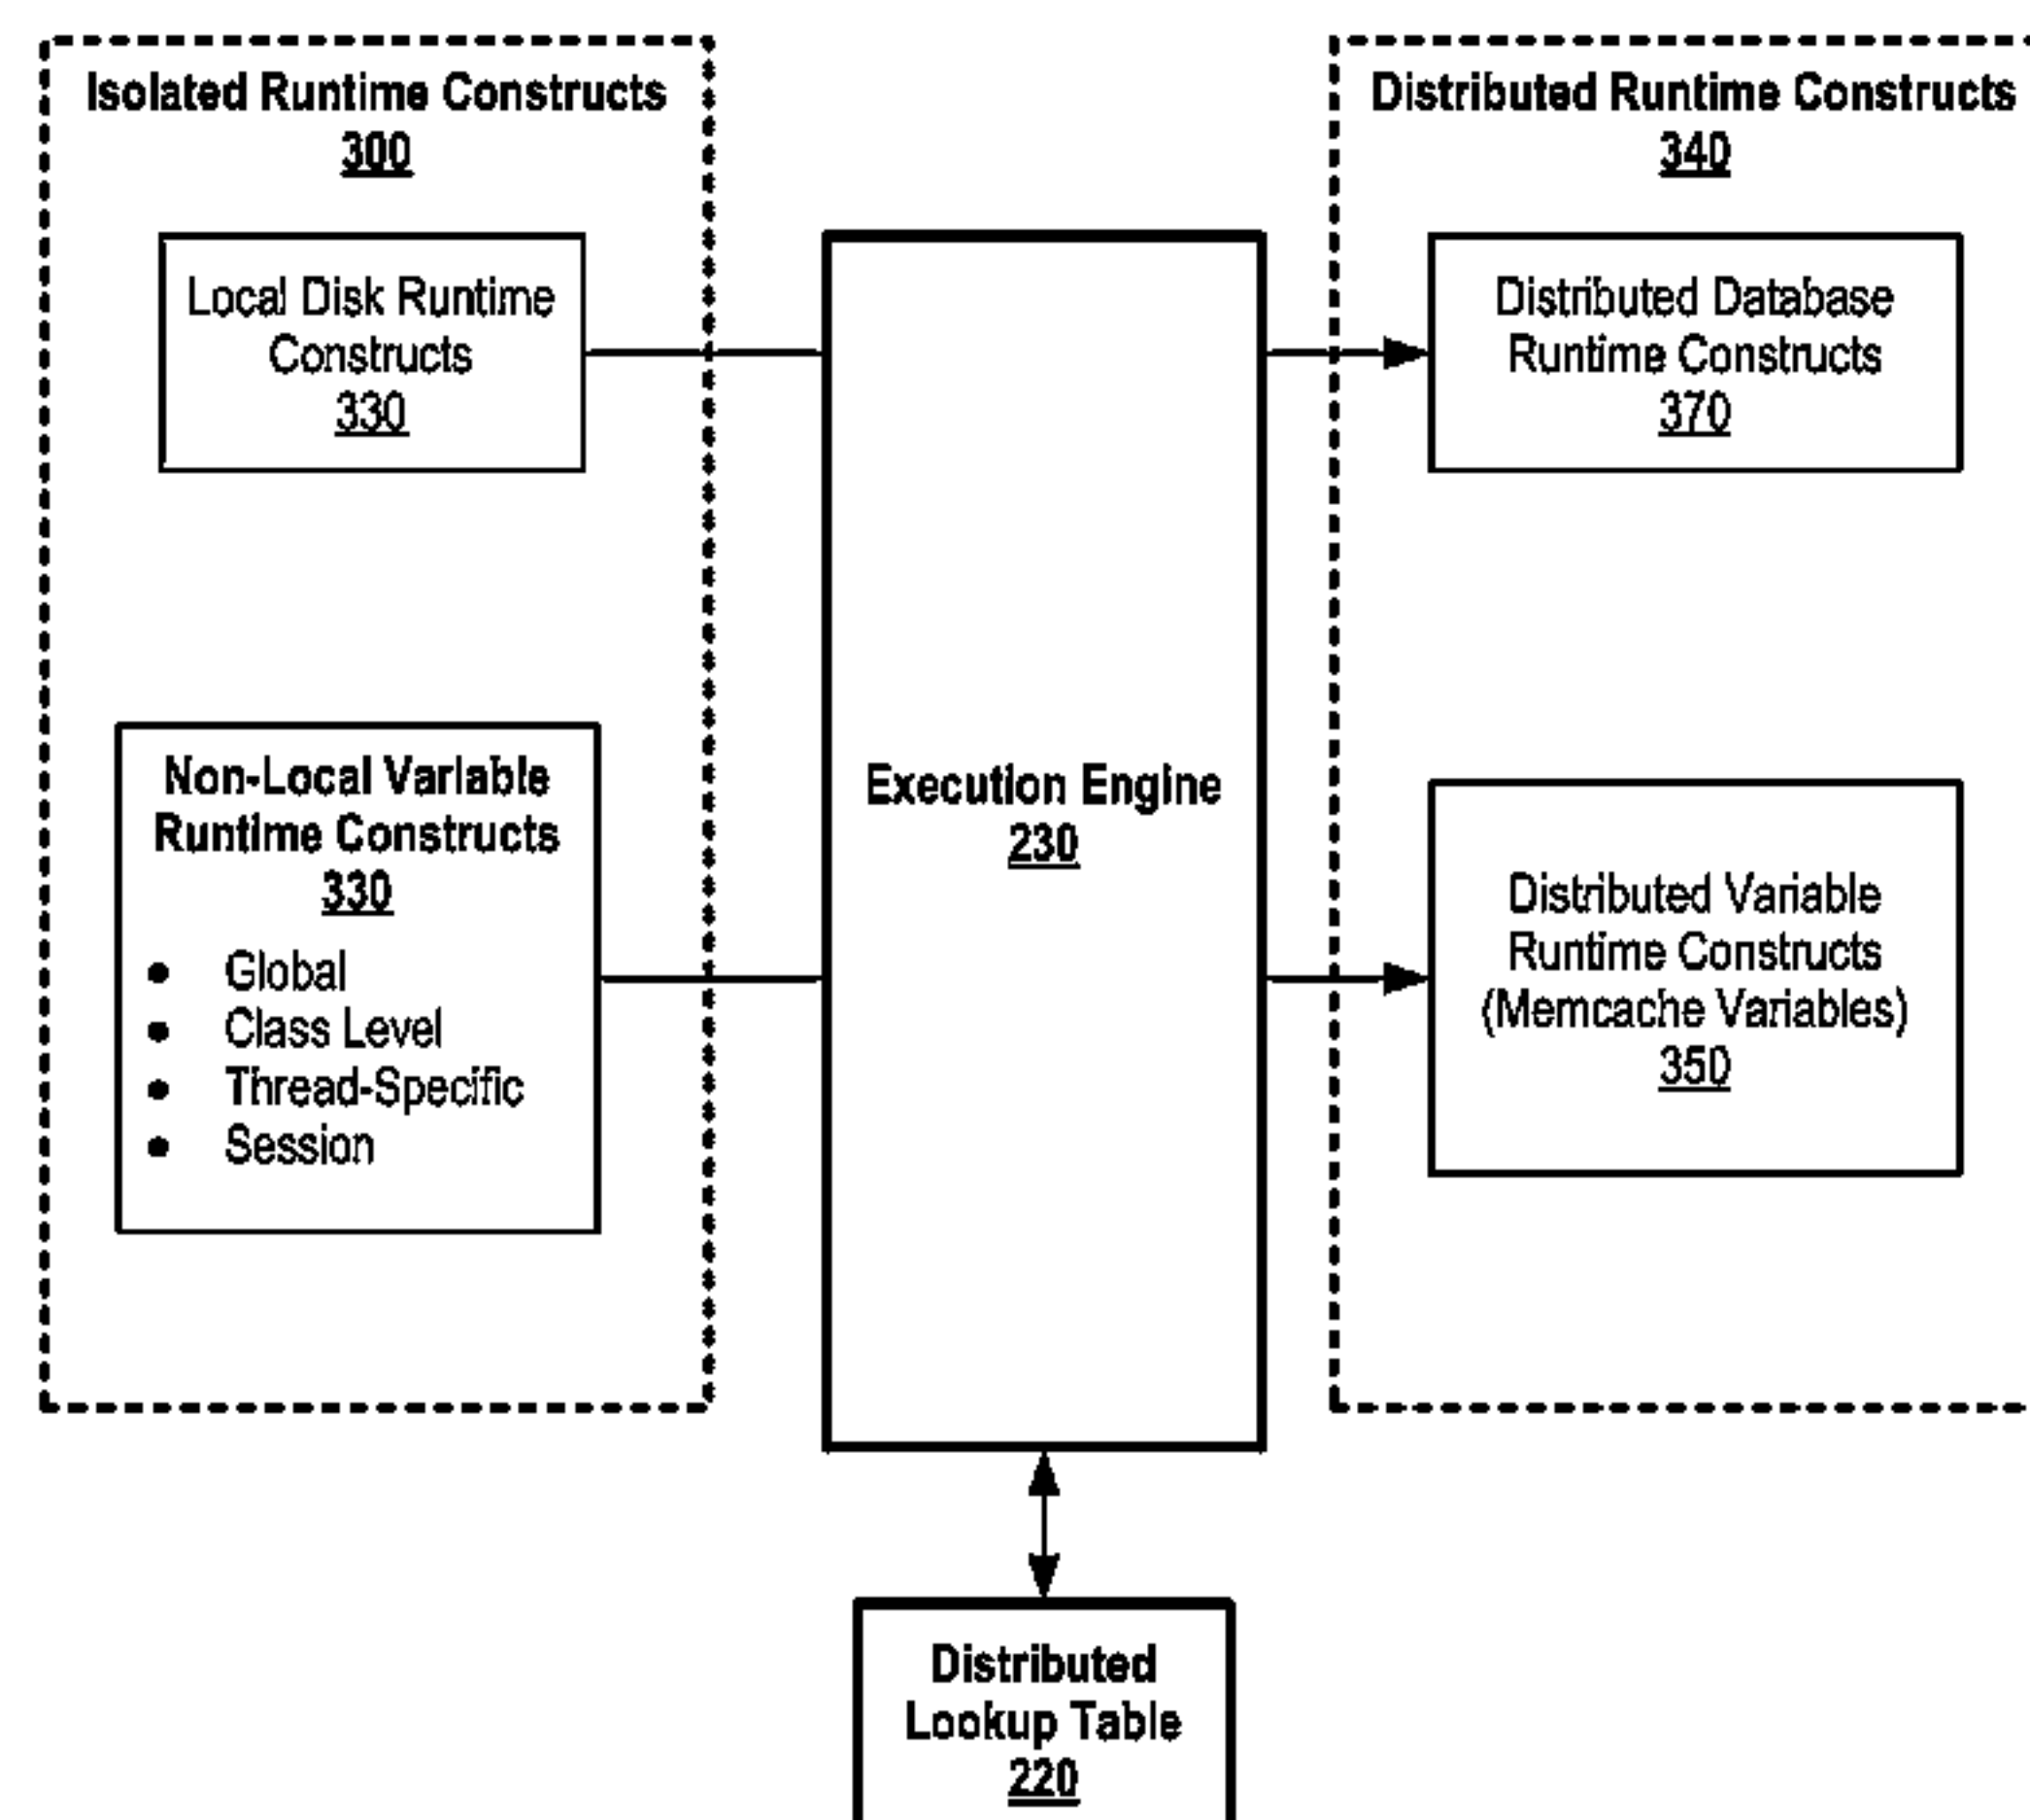 Isolated Runtime Constructs
300
Local Disk Runtime
Constructs
330
Non-Local Variable
Runtime Constructs
330
• Global
• Class Level
• Thread-Specific
• Session
Execution Engine
230
Distributed Lookup Table
220
Distributed Runtime Constructs
340
Distributed Database
Runtime Constructs
370
Distributed Variable
Runtime Constructs
(Memcache Variables)
350